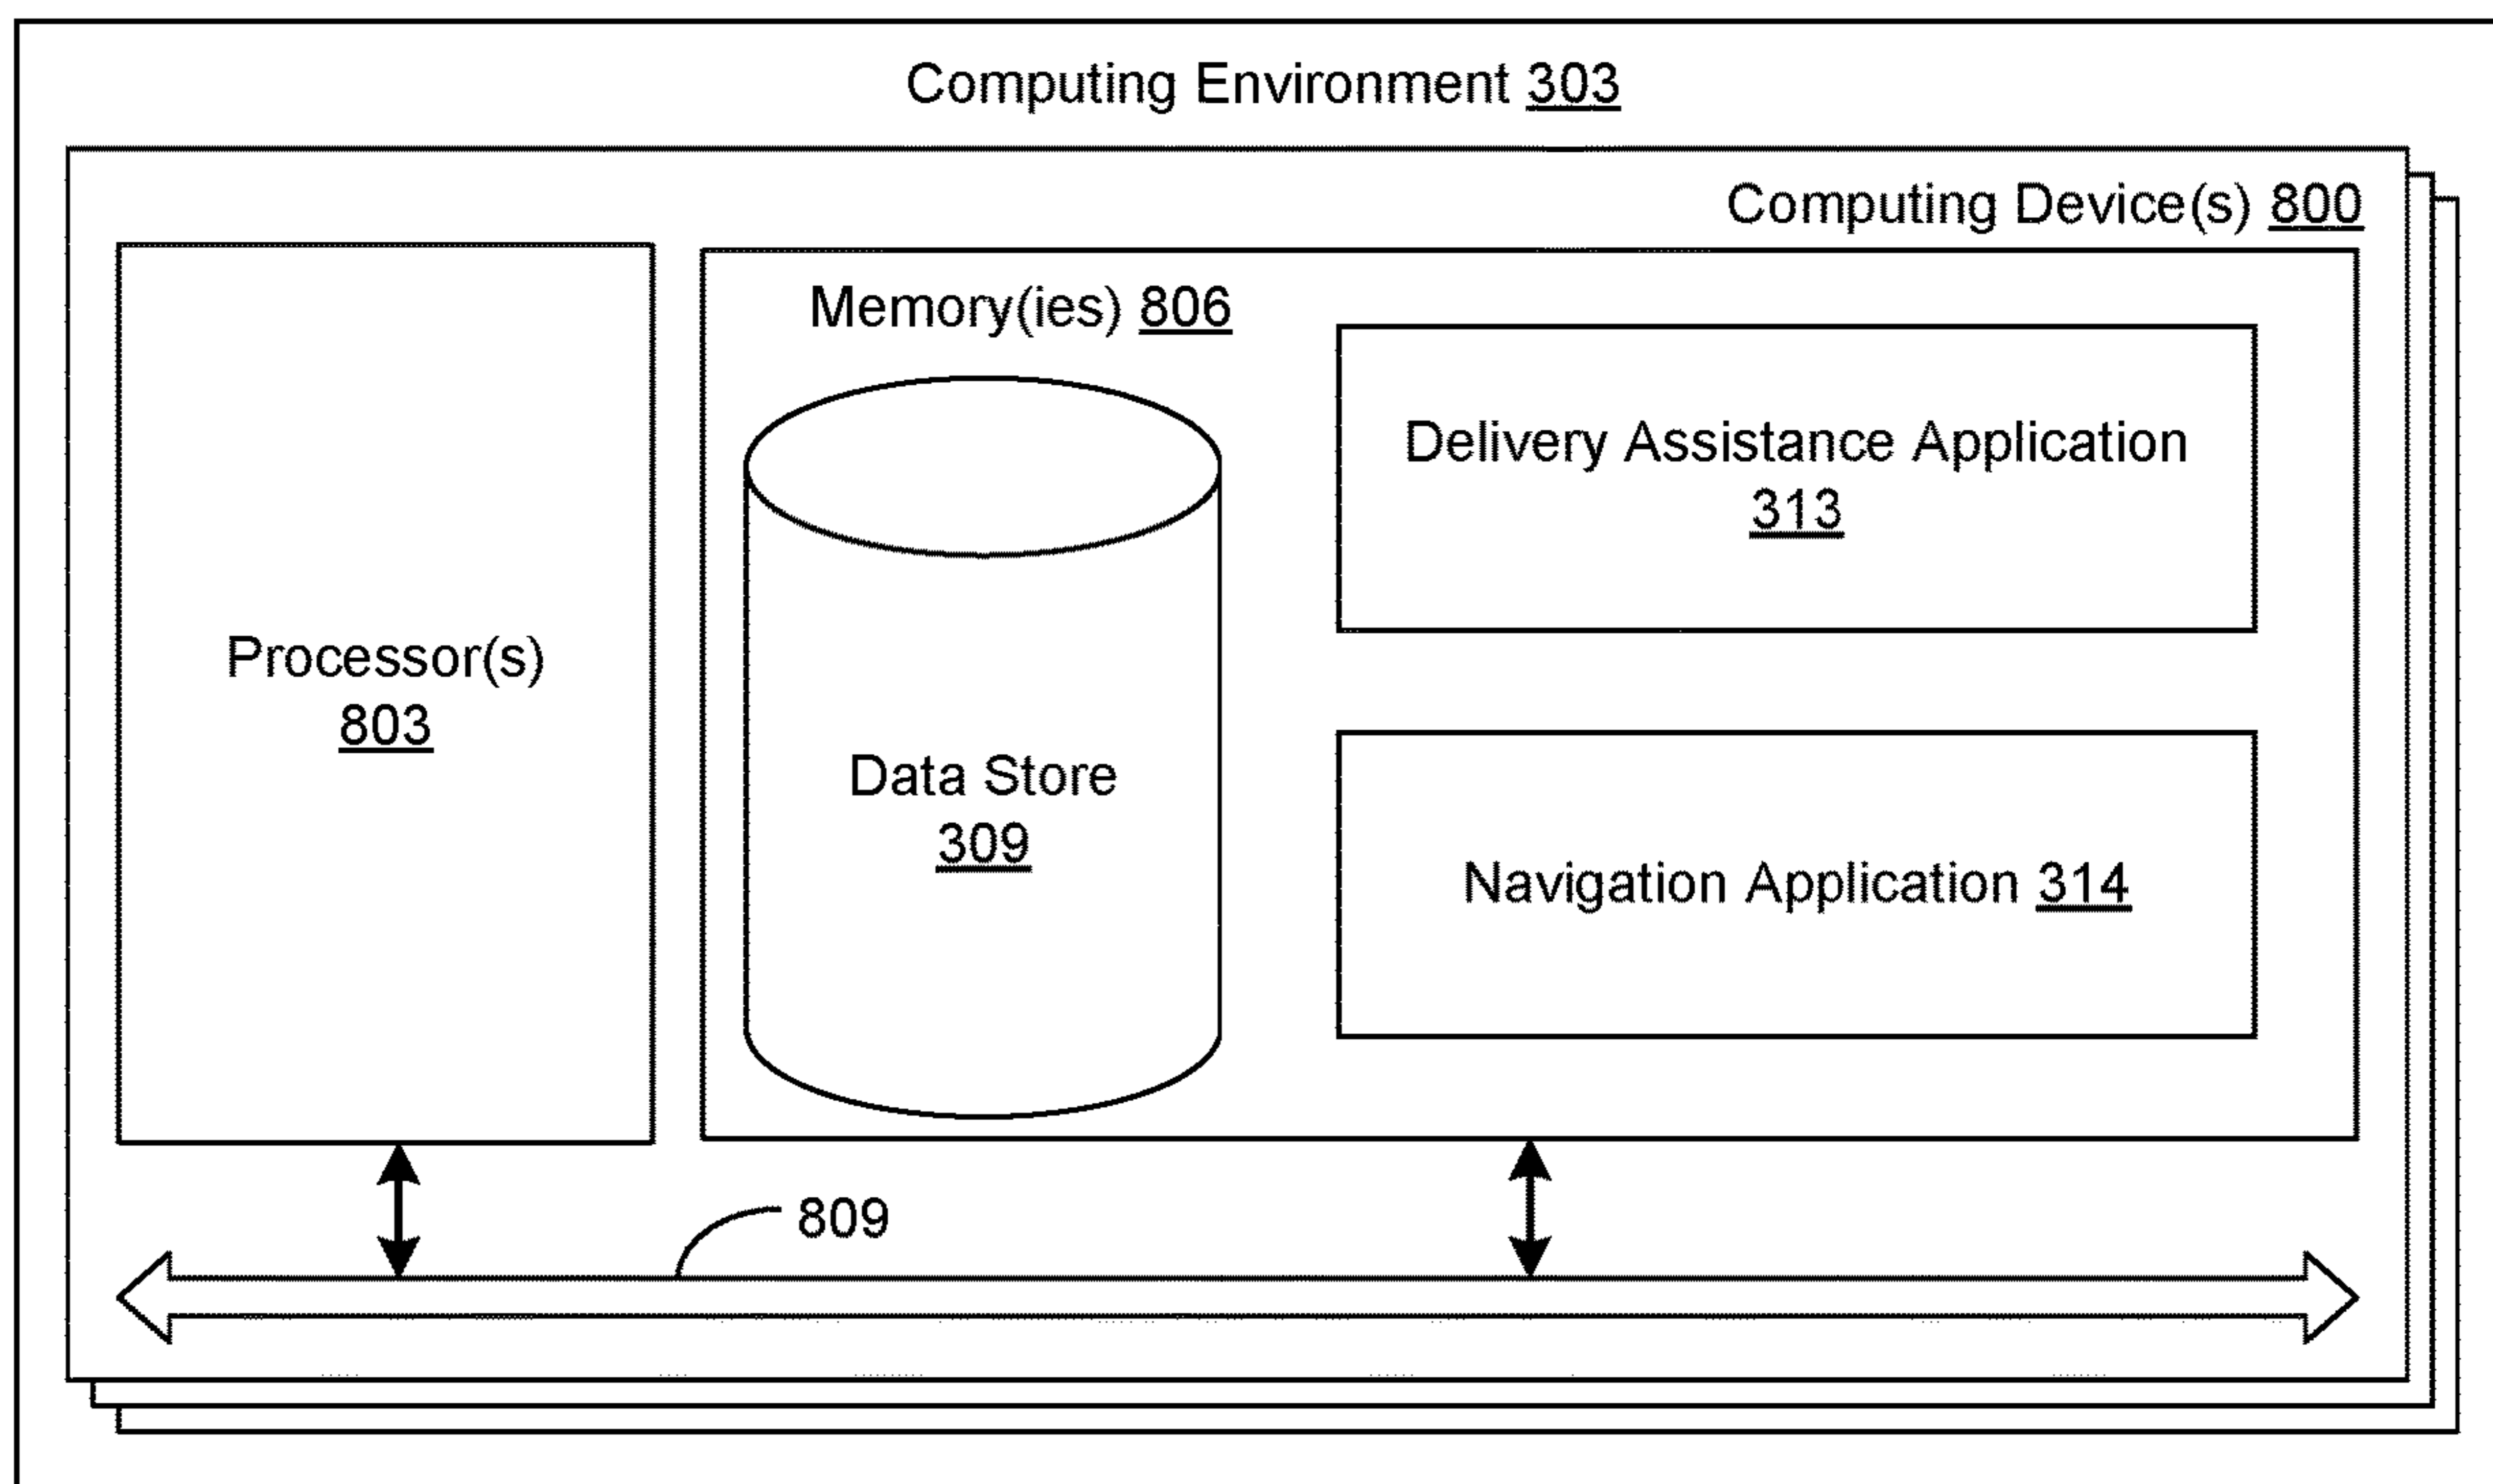 Computing Environment 303
Computing Device(s) 800
Memory(ies) 806
Delivery Assistance Application
313
Processor(s)
803
Data Store
309
Navigation Application 314
809